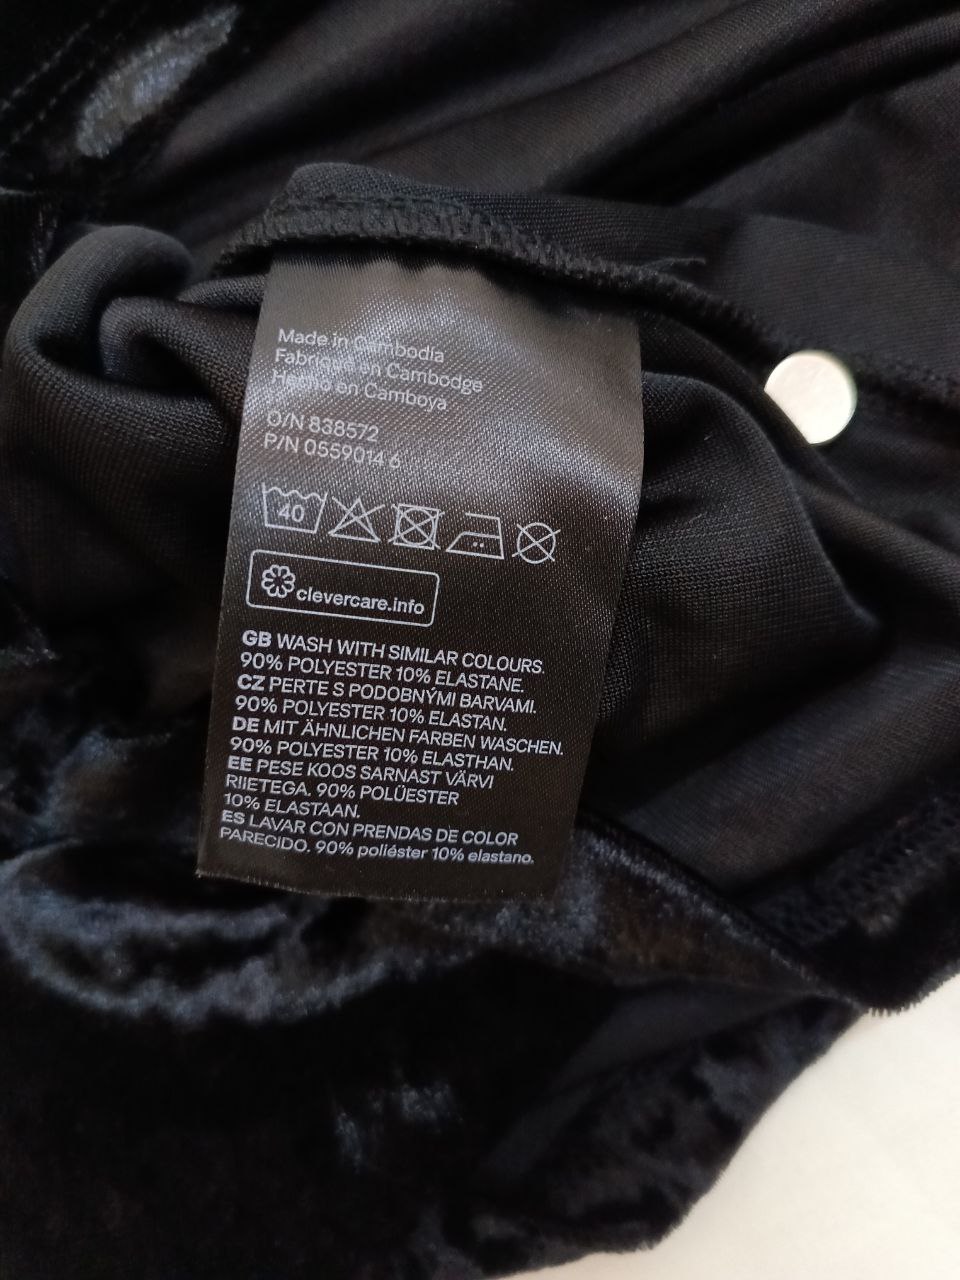 Made in Cambodia
Fabriqué en Cambodge
Hecho en Camboya
O/N 838572
P/N 0559014 6
40
clevercare.info
GB WASH WITH SIMILAR COLOURS.
90% POLYESTER 10% ELASTANE.
CZ PERTE S PODOBNÝMI BARVAMI.
90% POLYESTER 10% ELASTAN.
DE MIT ÄHNLICHEN FARBEN WASCHEN.
90% POLYESTER 10% ELASTHAN.
EE PESE KOOS SARNAST VÄRVI
RIIETEGA. 90% POLÜESTER
10% ELASTAAN.
ES LAVAR CON PRENDAS DE COLOR
PARECIDO. 90% poliéster 10% elastano.